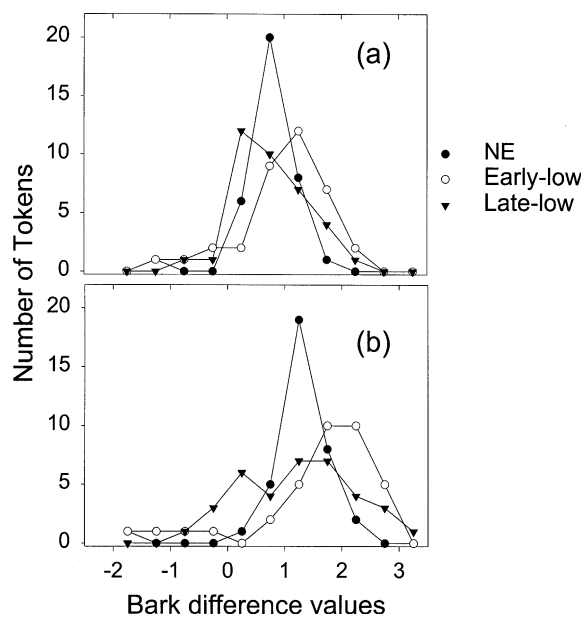 20
15
10
5
0
(a)
NE
Early-low
Late-low
Number of Tokens
20
15
10
5
0
(b)
-2 -1 0 1 2 3
Bark difference values